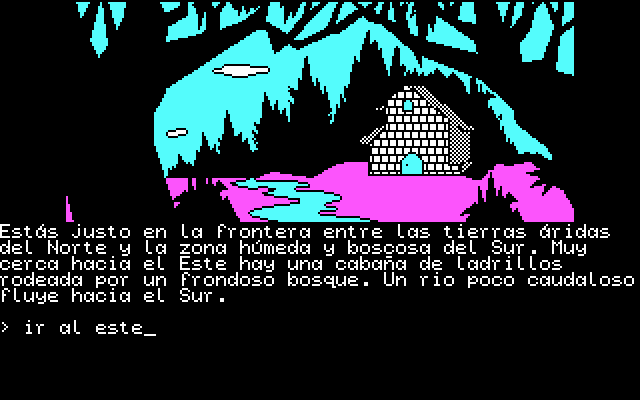 Estás justo en la frontera entre las tierras áridas
del Norte y la zona húmeda y boscosa del Sur. Muy
cerca hacia el Este hay una cabaña de ladrillos
rodeada por un frondoso bosque. Un rio poco caudaloso
fluye hacia el Sur.
> ir al este_